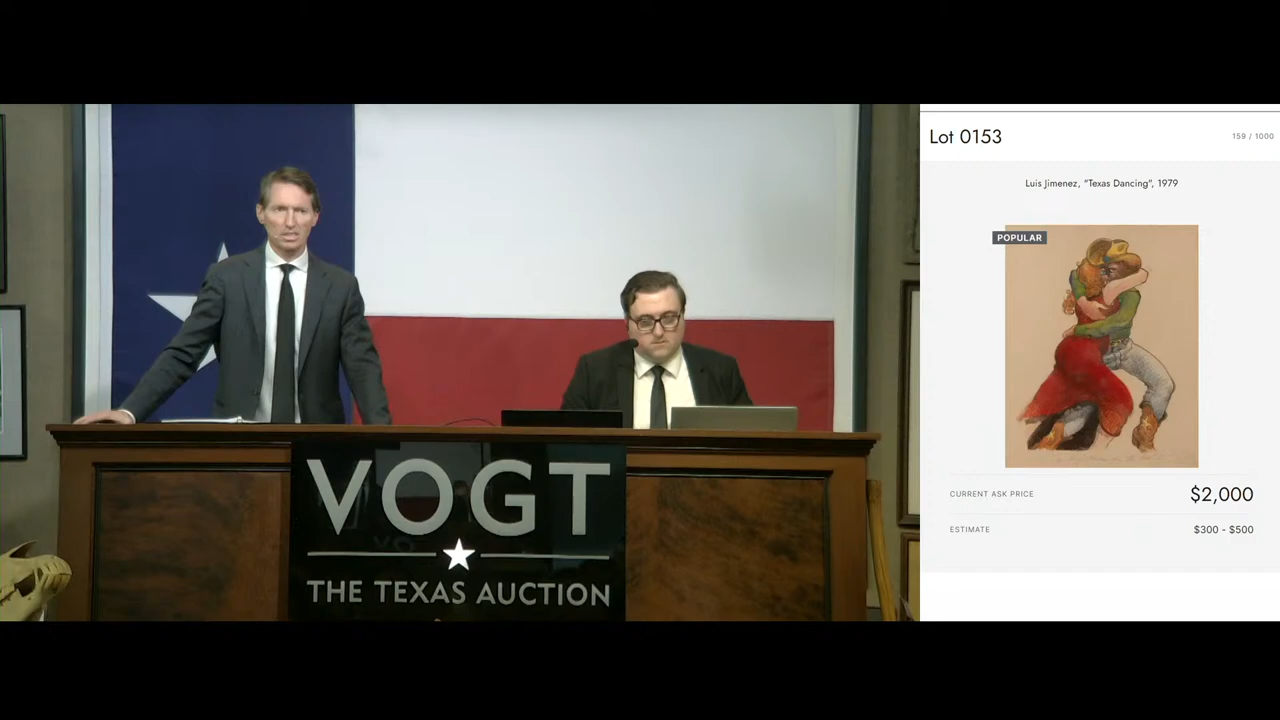 VOGT
THE TEXAS AUCTION
Lot 0153
159 / 1000
Luis Jimenez, "Texas Dancing", 1979
POPULAR
CURRENT ASK PRICE
$2,000
ESTIMATE
$300 - $500